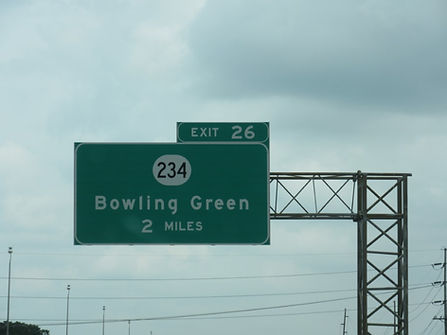 EXIT 26
234
Bowling Green
2 MILES